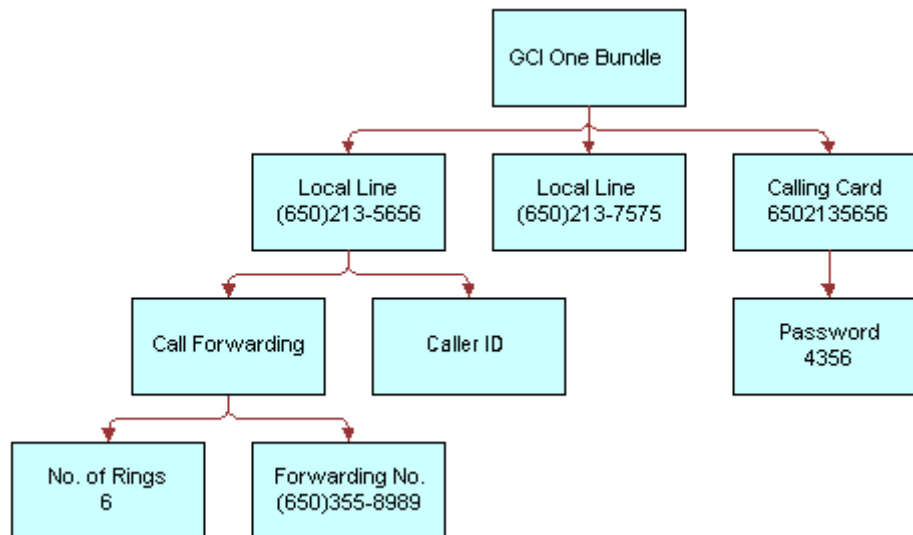 GCI One Bundle
Local Line
(650)213-5656
Local Line
(650)213-7575
Calling Card
6502135656
Call Forwarding
Caller ID
Password
4356
No. of Rings
6
Forwarding No.
(650)355-8989